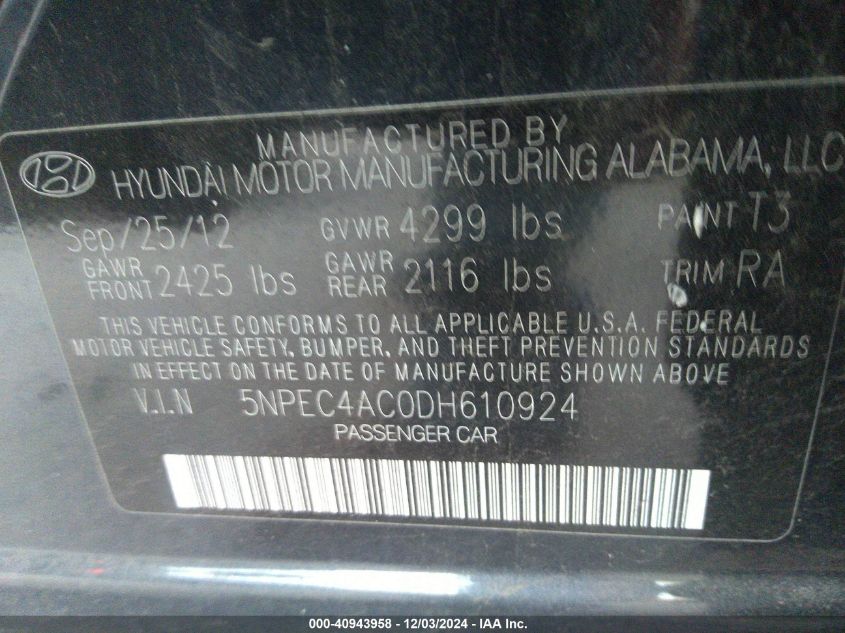 MANUFACTURED BY
HYUNDAI MOTOR MANUFACTURING ALABAMA, LLC
Sep/25/12 GVWR 4299 lbs PAINT T3
GAWR FRONT 2425 lbs GAWR REAR 2116 lbs TRIM RA
THIS VEHICLE CONFORMS TO ALL APPLICABLE U.S.A. FEDERAL
MOTOR VEHICLE SAFETY, BUMPER, AND THEFT PREVENTION STANDARDS
IN EFFECT ON THE DATE OF MANUFACTURE SHOWN ABOVE
V.I.N 5NPEC4AC0DH610924
PASSENGER CAR
000-40943958 - 12/03/2024 - IAA Inc.